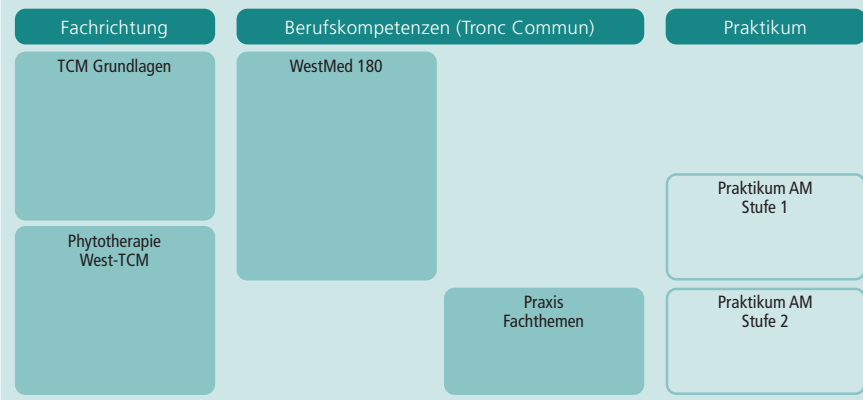 Fachrichtung
Berufskompetenzen (Tronc Commun)
Praktikum
TCM Grundlagen
WestMed 180
Praktikum AM
Stufe 1
Phytotherapie
West-TCM
Praxis
Fachthemen
Praktikum AM
Stufe 2